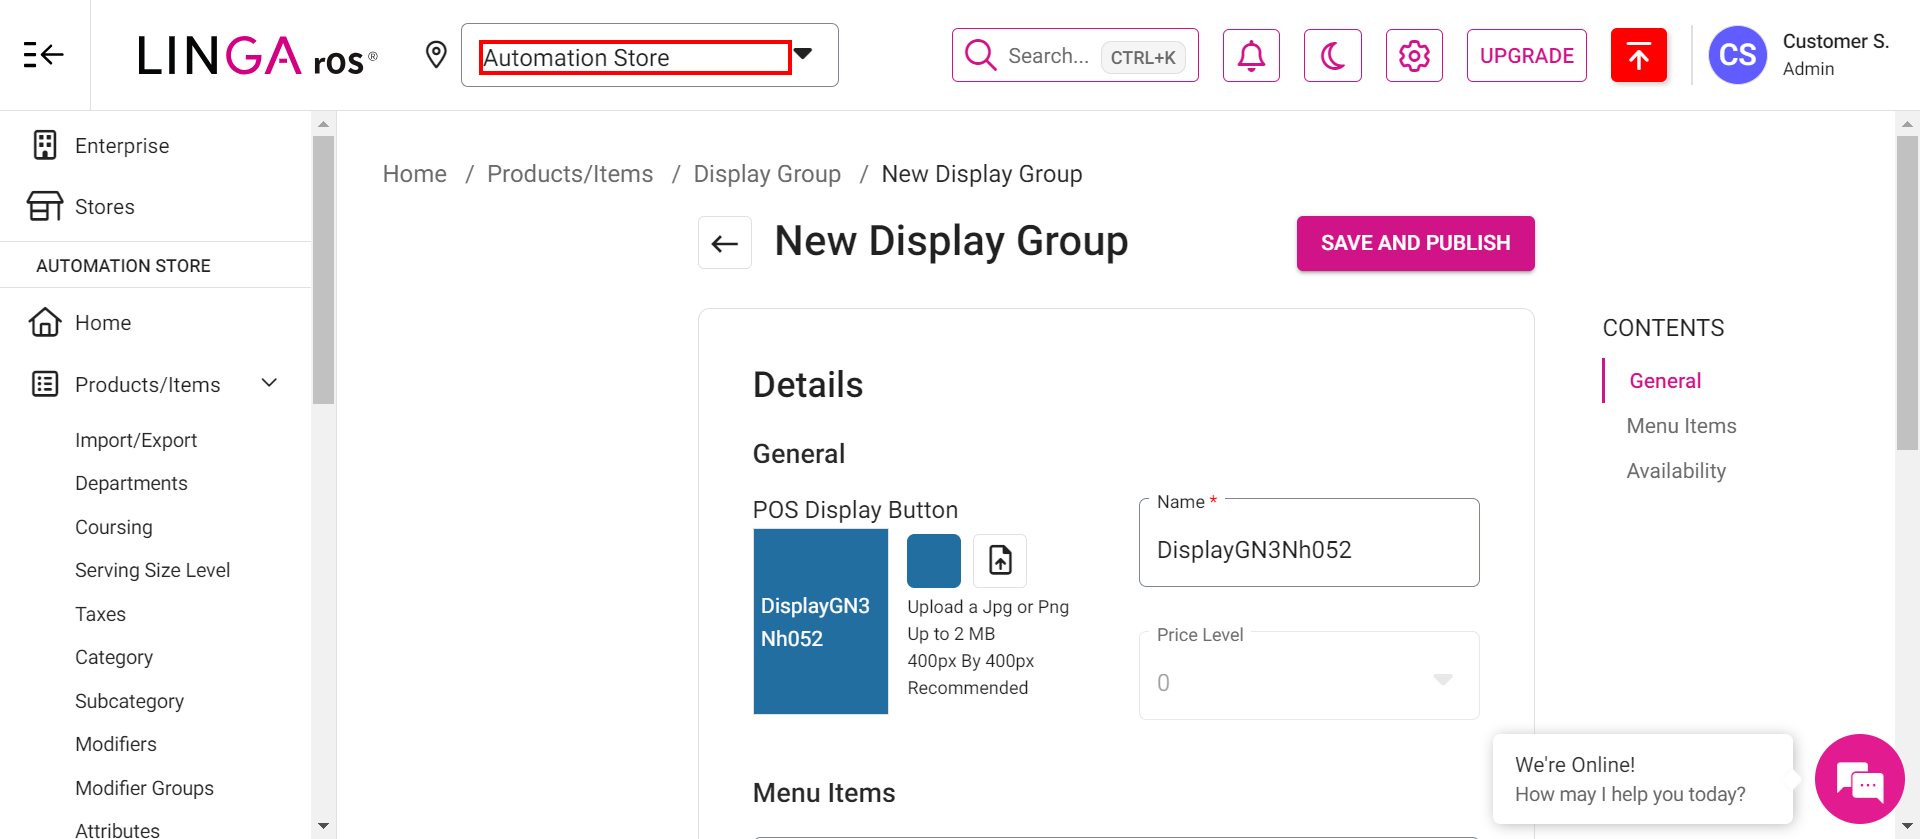 LINGA ros®
Automation Store
Search... CTRL+K
UPGRADE
CS
Customer S.
Admin
Enterprise
Stores
AUTOMATION STORE
Home
Products/Items
Import/Export
Departments
Coursing
Serving Size Level
Taxes
Category
Subcategory
Modifiers
Modifier Groups
Attributes
Home / Products/Items / Display Group / New Display Group
New Display Group
SAVE AND PUBLISH
Details
General
POS Display Button
DisplayGN3
Nh052
Upload a Jpg or Png
Up to 2 MB
400px By 400px
Recommended
Name *
DisplayGN3Nh052
Price Level
0
Menu Items
CONTENTS
General
Menu Items
Availability
We're Online!
How may I help you today?